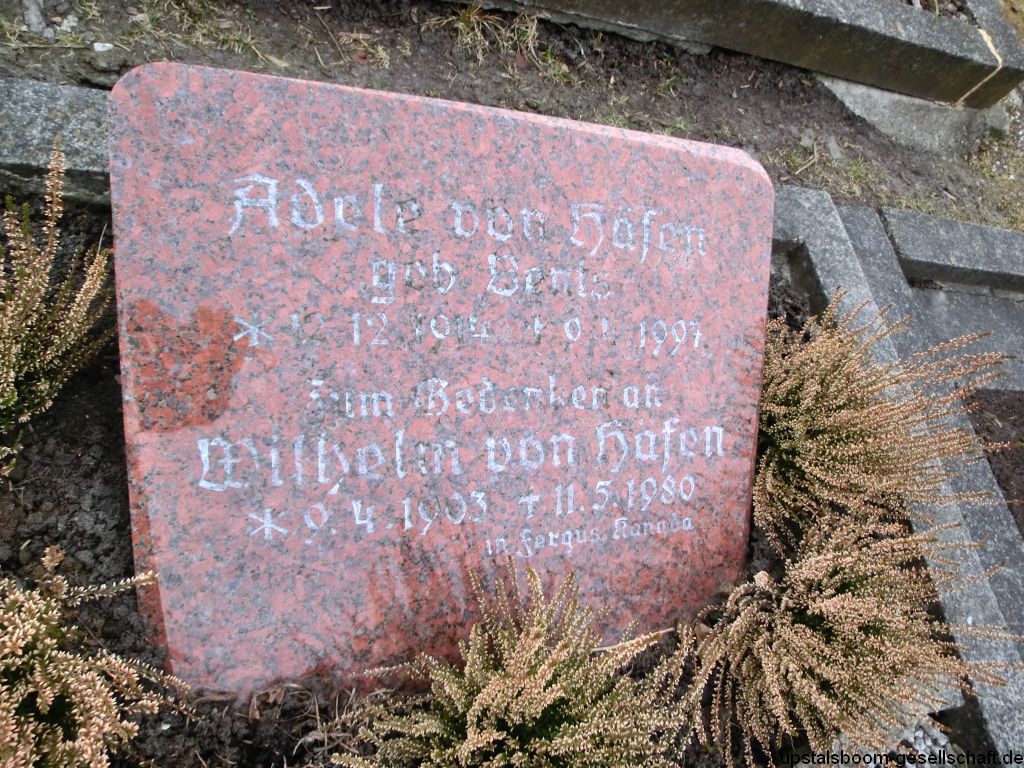 Adele von Häfen
geb Bents
* 12 12 1914 + 9 1997
Zum Gedenken an
Wilhelm von Häfen
* 9. 4. 1903 + 11. 5. 1980
in Fergus, Kanada
upstalsboom-gesellschaft.de